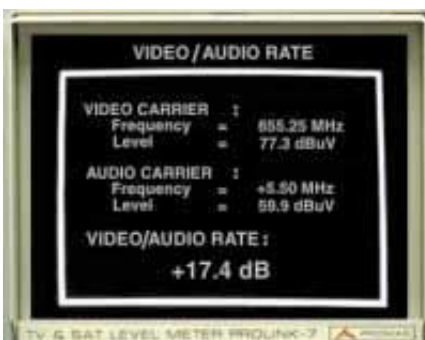 VIDEO/AUDIO RATE
VIDEO CARRIER :
Frequency = 655.25 MHz
Level = 77.3 dBuV
AUDIO CARRIER :
Frequency = +5.50 MHz
Level = 59.9 dBuV
VIDEO/AUDIO RATE:
+17.4 dB
TV & SAT LEVEL METER PROLINK-7